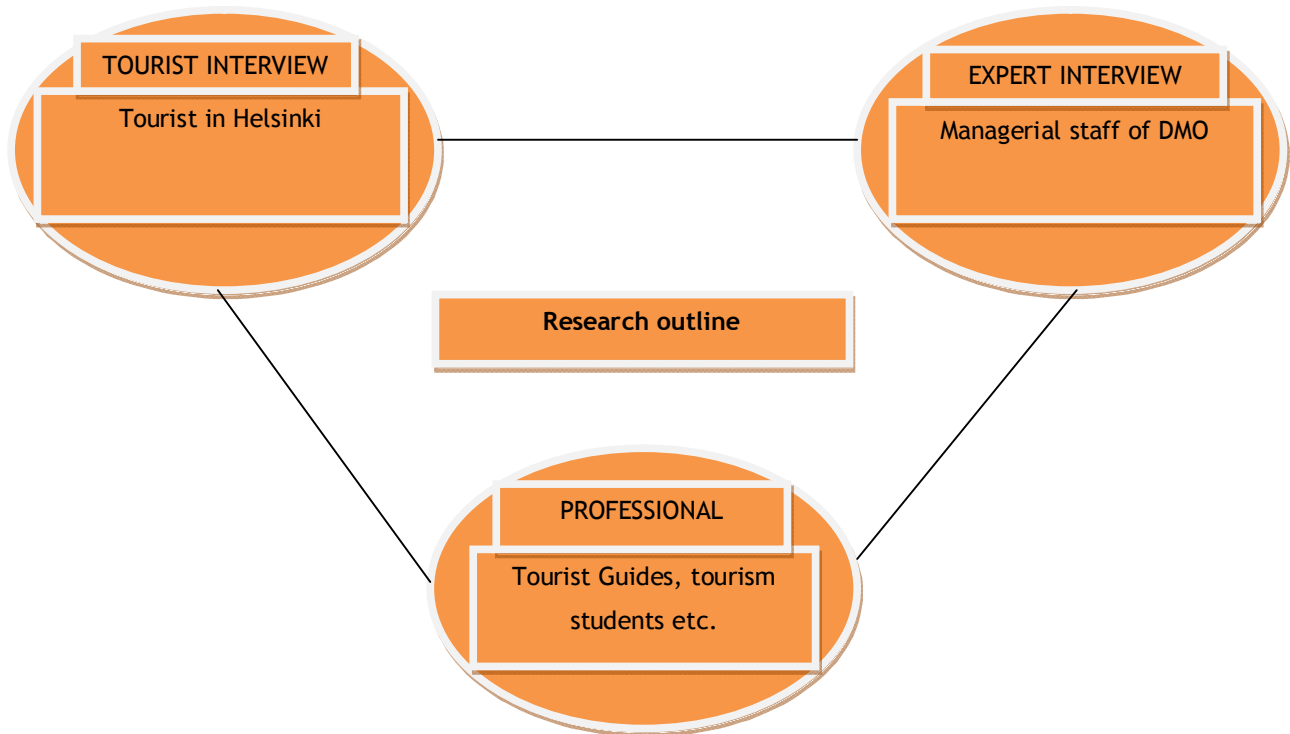 TOURIST INTERVIEW
Tourist in Helsinki
EXPERT INTERVIEW
Managerial staff of DMO
Research outline
PROFESSIONAL
Tourist Guides, tourism
students etc.